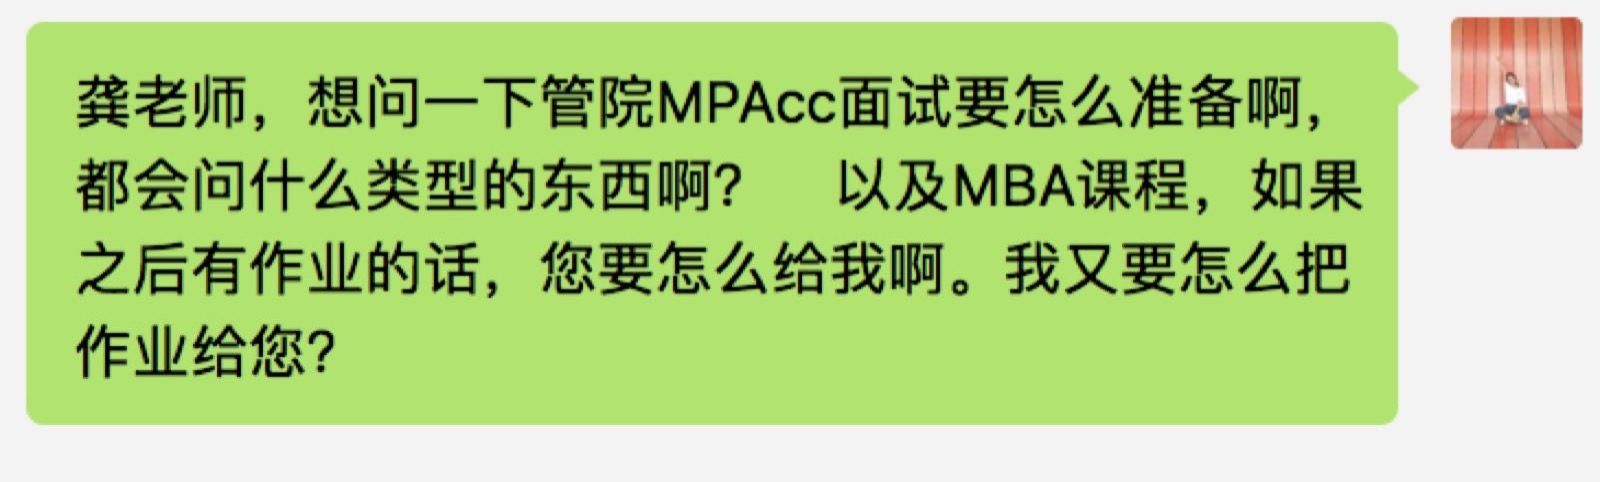 龚老师，想问一下管院MPAcc面试要怎么准备啊，
都会问什么类型的东西啊？　以及MBA课程，如果
之后有作业的话，您要怎么给我啊。我又要怎么把
作业给您？